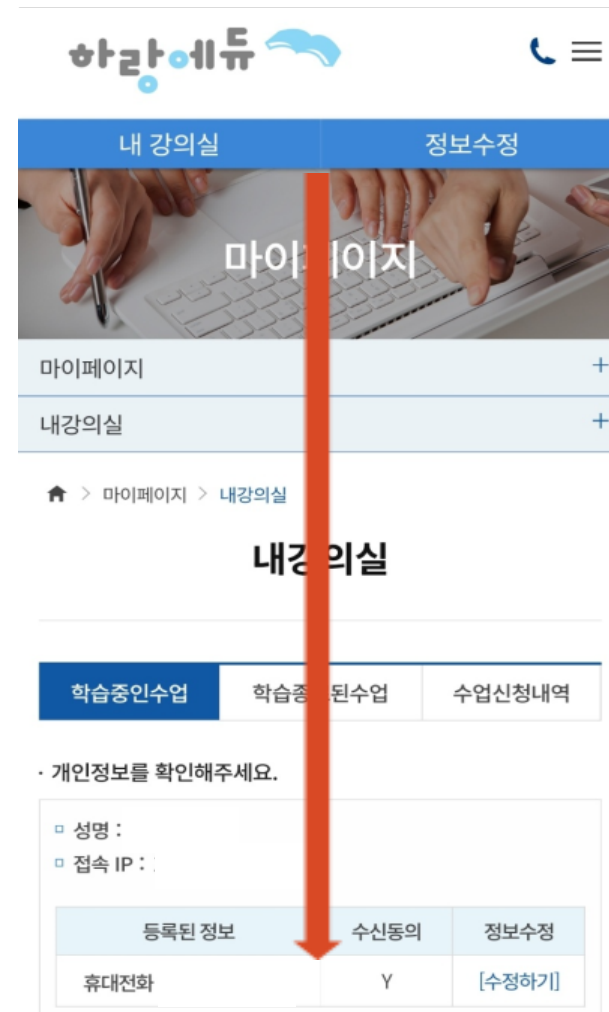 하랑에듀
내 강의실 정보수정
마이페이지
마이페이지 +
내강의실 +
> 마이페이지 > 내강의실
내강의실
학습중인수업 학습종료된수업 수업신청내역
· 개인정보를 확인해주세요.
성명 :
접속 IP :
등록된 정보 수신동의 정보수정
휴대전화 Y [수정하기]